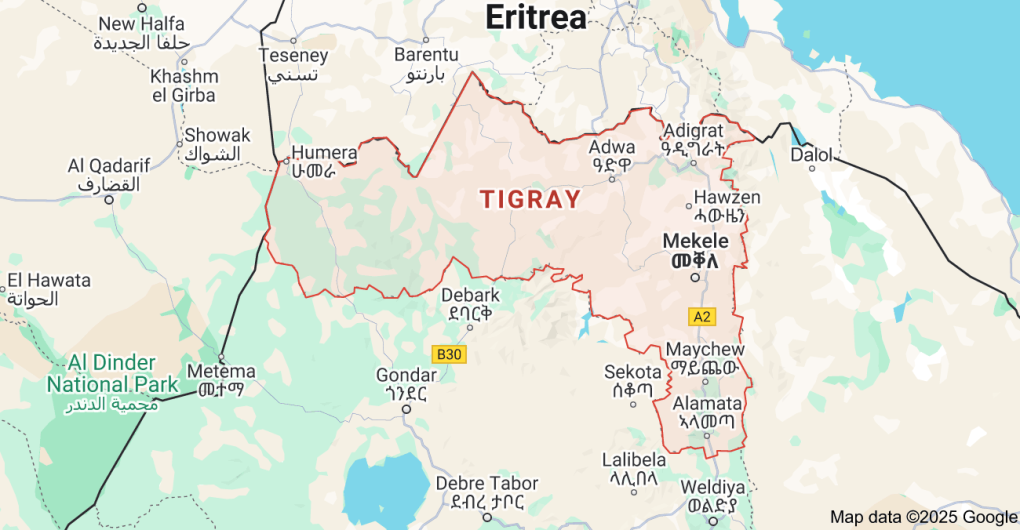 Eritrea
New Halfa
حلفا الجديدة
Teseney
تسني
Barentu
بارنتو
Khashm
el Girba
Showak
الشواك
Adigrat
ዓዲግራት
Humera
ሁመራ
Adwa
ዓድዋ
Dalol
Al Qadarif
القضارف
TIGRAY
Hawzen
ሓውዜን
Mekele
መቐለ
El Hawata
الحواتة
Debark
ደባርቅ
A2
B30
Maychew
ማይጨው
Al Dinder
National Park
محمية الدندر
Metema
መተማ
Gondar
ጎንደር
Sekota
ሰቆጣ
Alamata
ኣላመጣ
Lalibela
ላሊበላ
Debre Tabor
ደብረ ታቦር
Weldiya
ወልድያ
Map data ©2025 Google